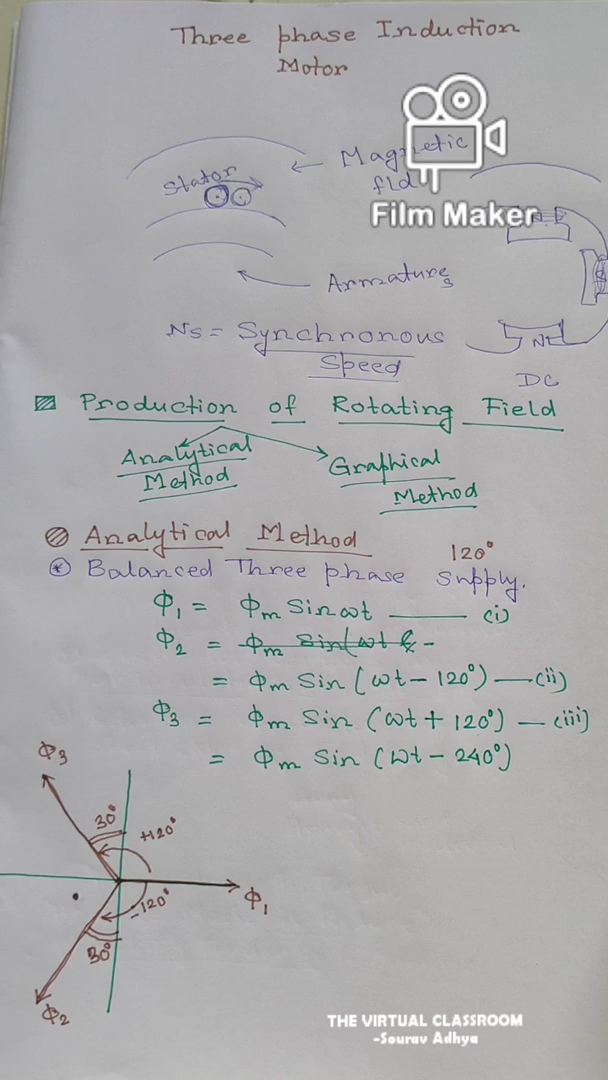 Three phase Induction
Motor
Stator
Magnetic
fld
Film Maker
Armatures
Ns = Synchronous
Speed
N
DC
Production of Rotating Field
Analytical
Method
Graphical
Method
Analytical Method
120°
Balanced Three phase Supply.
Φ₁ = Φm Sin ωt —— (i)
Φ₂ = Φm Sin(ωt -
= Φm Sin (ωt - 120°) — (ii)
Φ₃ = Φm Sin (ωt + 120°) — (iii)
= Φm Sin (ωt - 240°)
Φ₃
30°
+120°
Φ₁
-120°
30°
Φ₂
THE VIRTUAL CLASSROOM
-Sourav Adhya